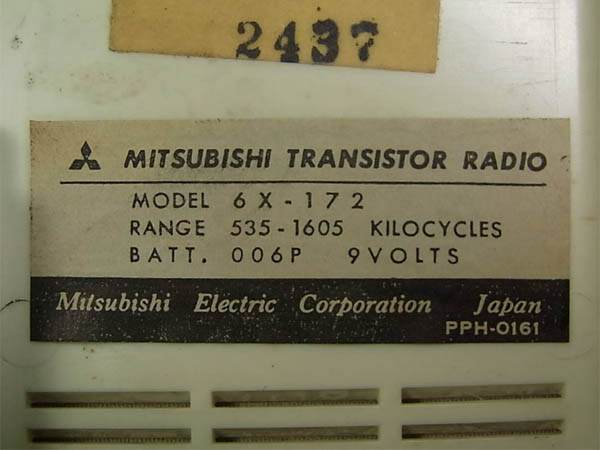 2437
MITSUBISHI TRANSISTOR RADIO
MODEL 6X-172
RANGE 535-1605 KILOCYCLES
BATT. 006P 9VOLTS
Mitsubishi Electric Corporation Japan
PPH-0161